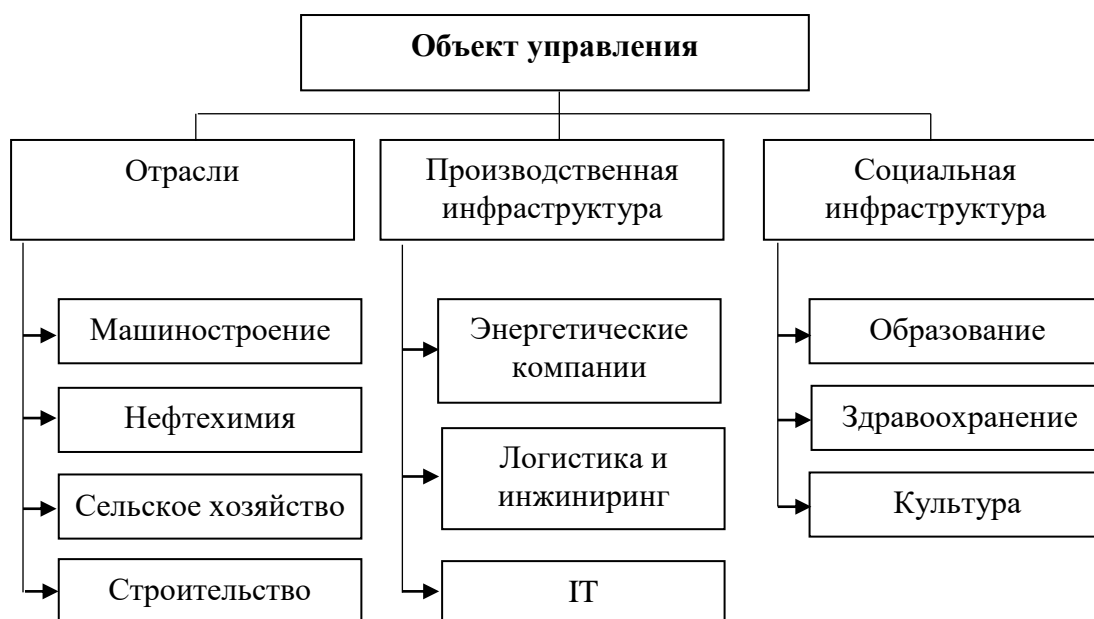 Объект управления
Отрасли
Производственная
инфраструктура
Социальная
инфраструктура
Машиностроение
Нефтехимия
Сельское хозяйство
Строительство
Энергетические
компании
Логистика и
инжиниринг
IT
Образование
Здравоохранение
Культура